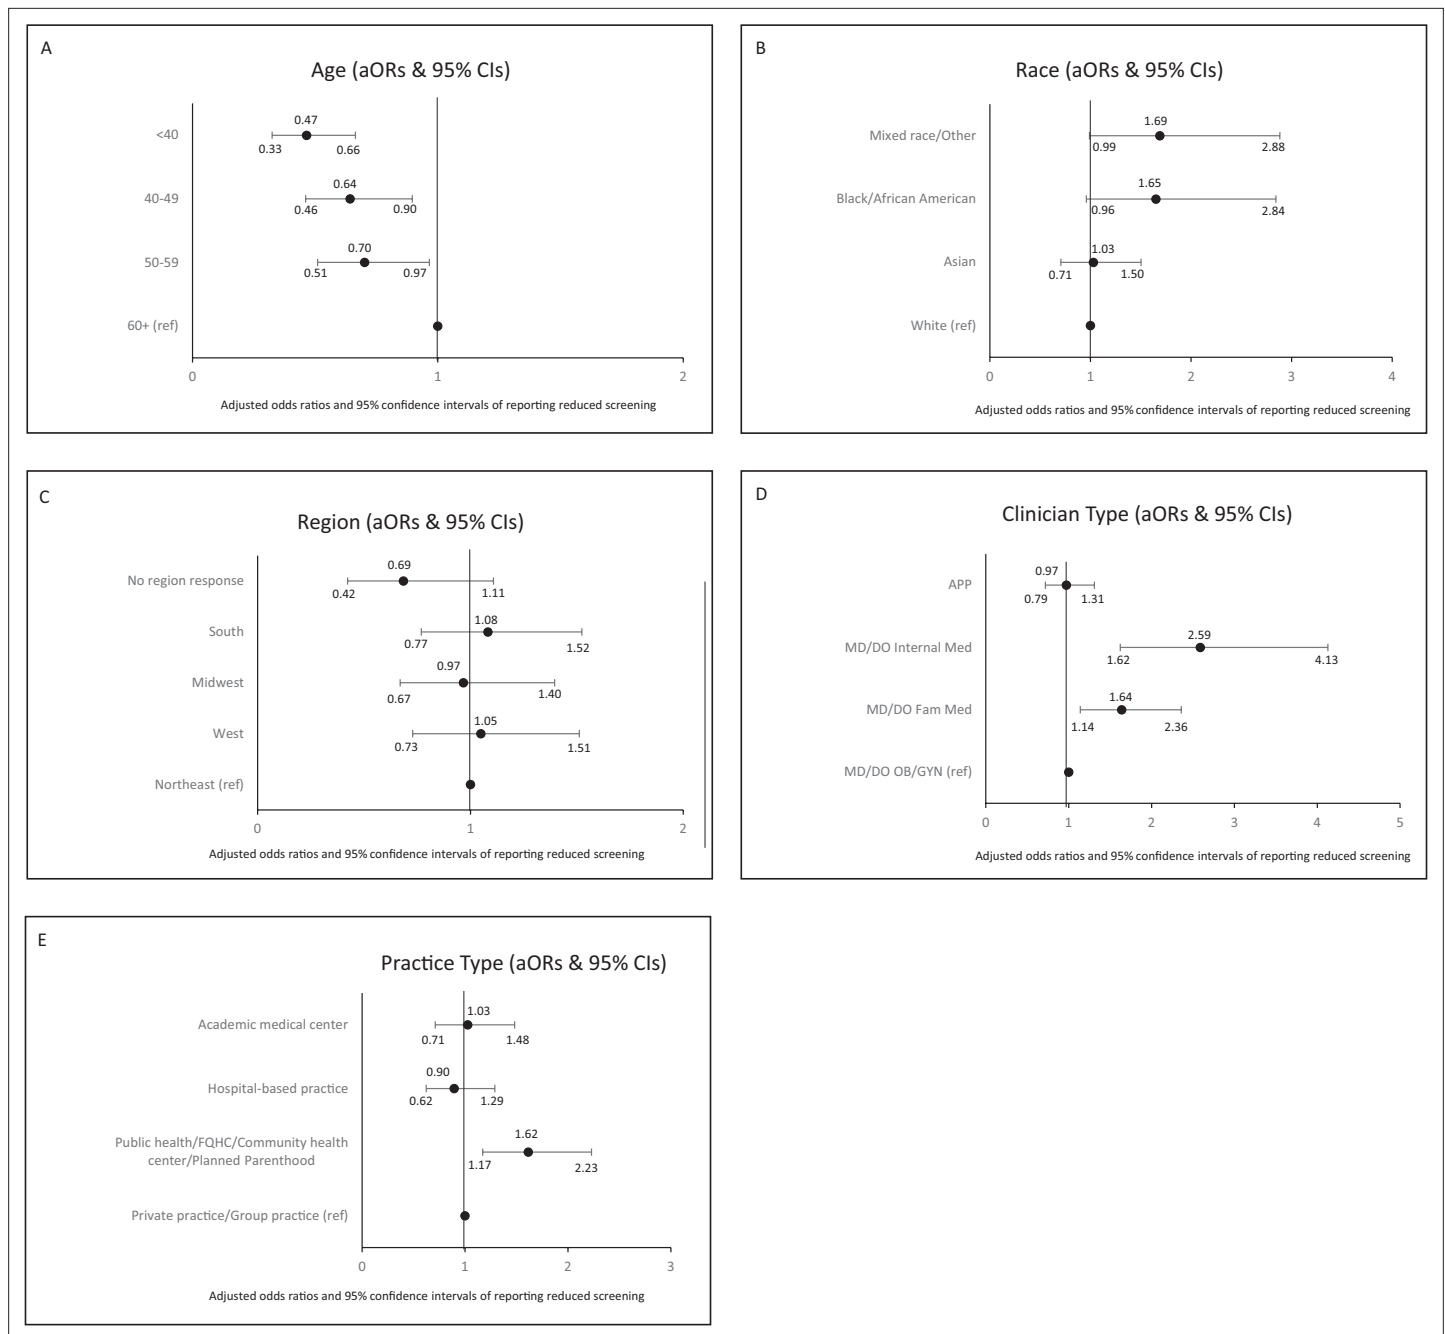 A
Age (aORs & 95% CIs)
<40
0.47
0.33
0.66
40-49
0.64
0.46
0.90
50-59
0.70
0.51
0.97
60+ (ref)
0
1
2
Adjusted odds ratios and 95% confidence intervals of reporting reduced screening
B
Race (aORs & 95% CIs)
Mixed race/Other
1.69
0.99
2.88
Black/African American
1.65
0.96
2.84
Asian
1.03
0.71
1.50
White (ref)
0
1
2
3
4
Adjusted odds ratios and 95% confidence intervals of reporting reduced screening
C
Region (aORs & 95% CIs)
No region response
0.69
0.42
1.11
South
1.08
0.77
1.52
Midwest
0.97
0.67
1.40
West
1.05
0.73
1.51
Northeast (ref)
0
1
2
Adjusted odds ratios and 95% confidence intervals of reporting reduced screening
D
Clinician Type (aORs & 95% CIs)
APP
0.97
0.79
1.31
MD/DO Internal Med
2.59
1.62
4.13
MD/DO Fam Med
1.64
1.14
2.36
MD/DO OB/GYN (ref)
0
1
2
3
4
5
Adjusted odds ratios and 95% confidence intervals of reporting reduced screening
E
Practice Type (aORs & 95% CIs)
Academic medical center
1.03
0.71
1.48
Hospital-based practice
0.90
0.62
1.29
Public health/FQHC/Community health
center/Planned Parenthood
1.62
1.17
2.23
Private practice/Group practice (ref)
0
1
2
3
Adjusted odds ratios and 95% confidence intervals of reporting reduced screening